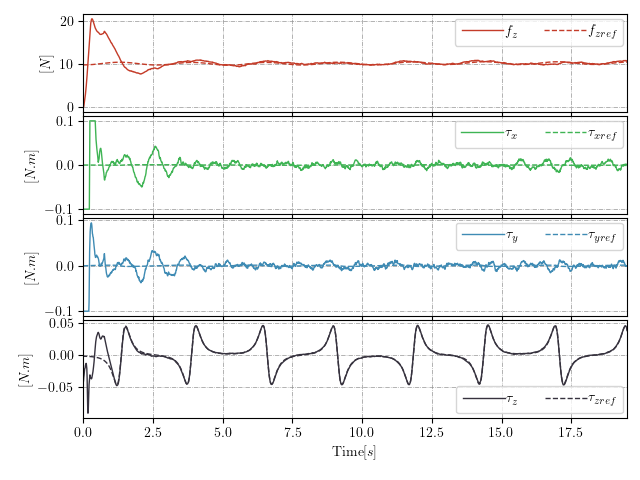 20
10
0
[N]
f_z
f_zref
0.1
0.0
−0.1
[N.m]
τ_x
τ_xref
0.1
0.0
−0.1
[N.m]
τ_y
τ_yref
0.05
0.00
−0.05
[N.m]
τ_z
τ_zref
0.0 2.5 5.0 7.5 10.0 12.5 15.0 17.5
Time[s]